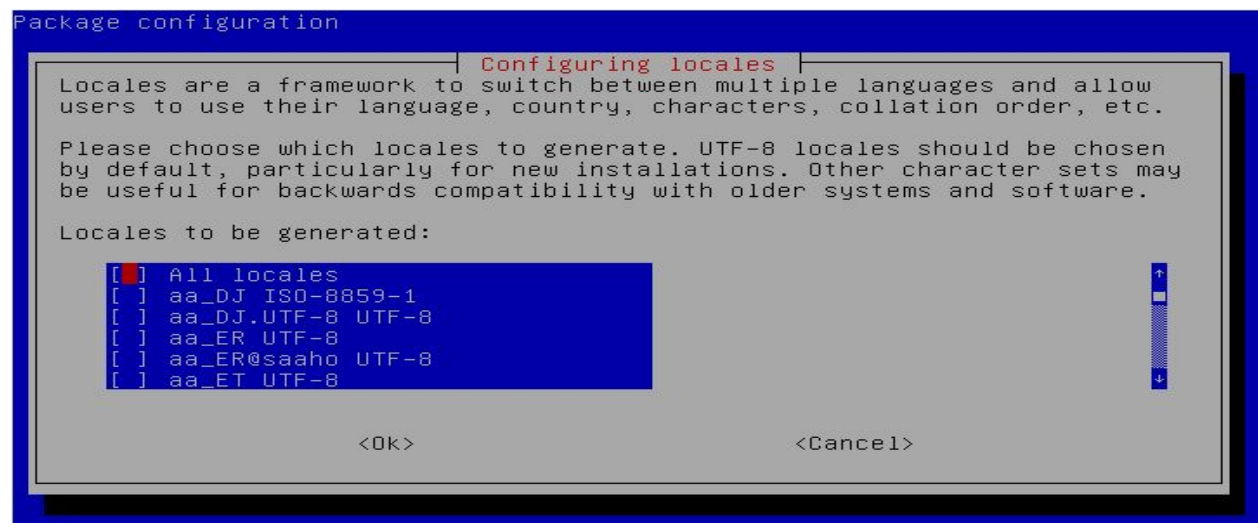 Package configuration
Configuring locales
Locales are a framework to switch between multiple languages and allow
users to use their language, country, characters, collation order, etc.
Please choose which locales to generate. UTF-8 locales should be chosen
by default, particularly for new installations. Other character sets may
be useful for backwards compatibility with older systems and software.
Locales to be generated:
[ ] All locales
[ ] aa_DJ ISO-8859-1
[ ] aa_DJ.UTF-8 UTF-8
[ ] aa_ER UTF-8
[ ] aa_ER@saaho UTF-8
[ ] aa_ET UTF-8
<Ok> <Cancel>